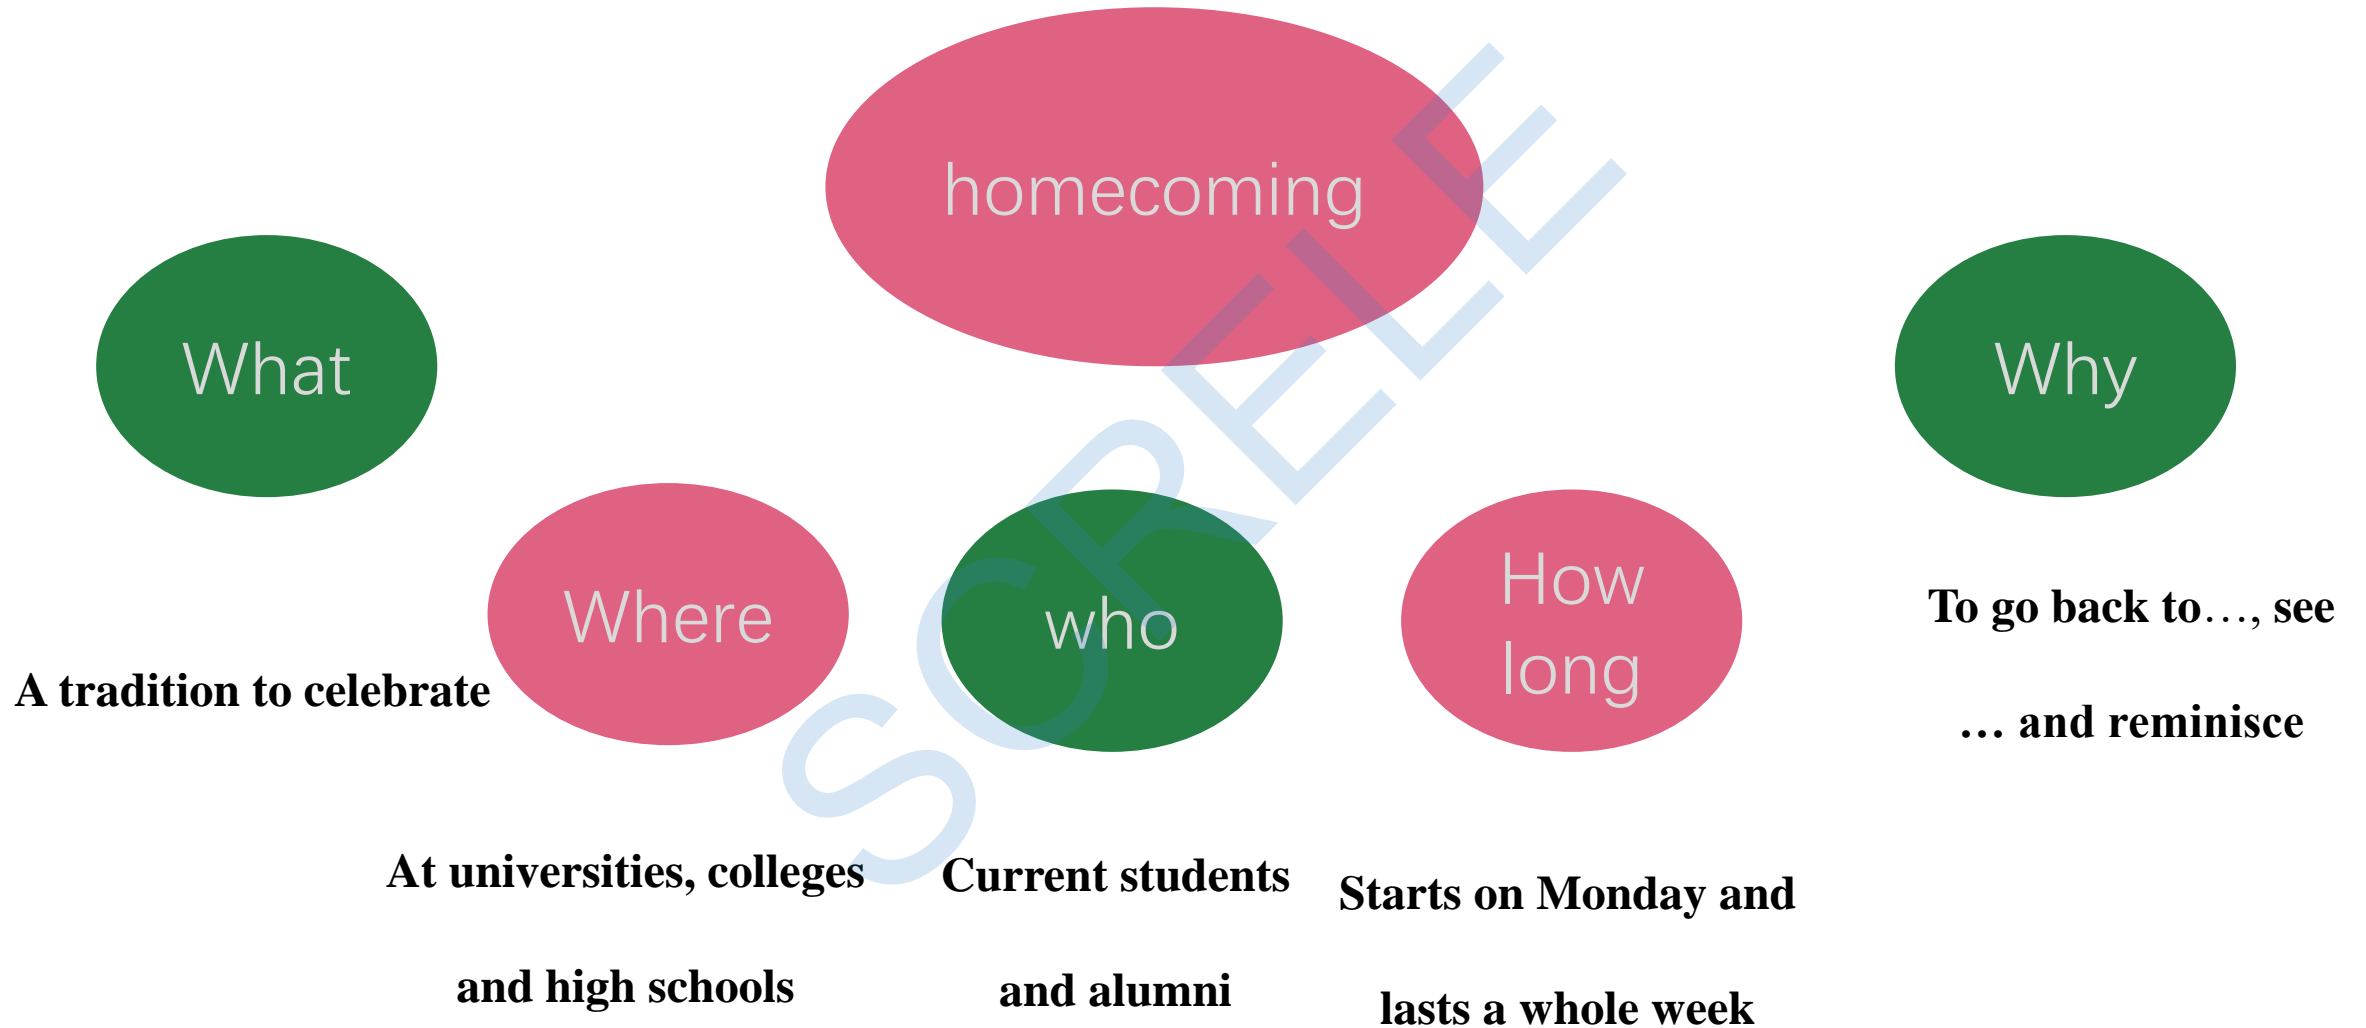 homecoming
What
Why
Where
who
How
long
A tradition to celebrate
At universities, colleges
and high schools
Current students
and alumni
Starts on Monday and
lasts a whole week
To go back to…, see
… and reminisce
SCREELE